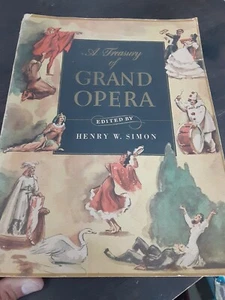 A Treasury
of
GRAND
OPERA
EDITED BY
HENRY W. SIMON